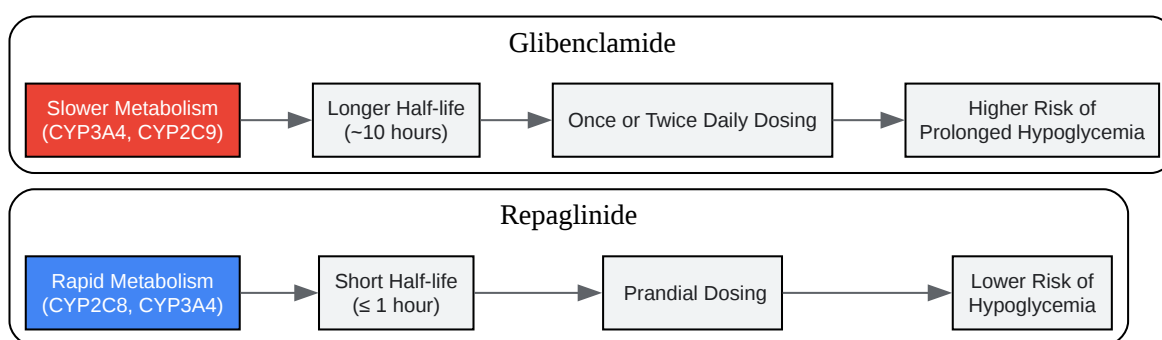 Glibenclamide
Slower Metabolism
(CYP3A4, CYP2C9)
Longer Half-life
(~10 hours)
Once or Twice Daily Dosing
Higher Risk of
Prolonged Hypoglycemia
Repaglinide
Rapid Metabolism
(CYP2C8, CYP3A4)
Short Half-life
(≤ 1 hour)
Prandial Dosing
Lower Risk of
Hypoglycemia